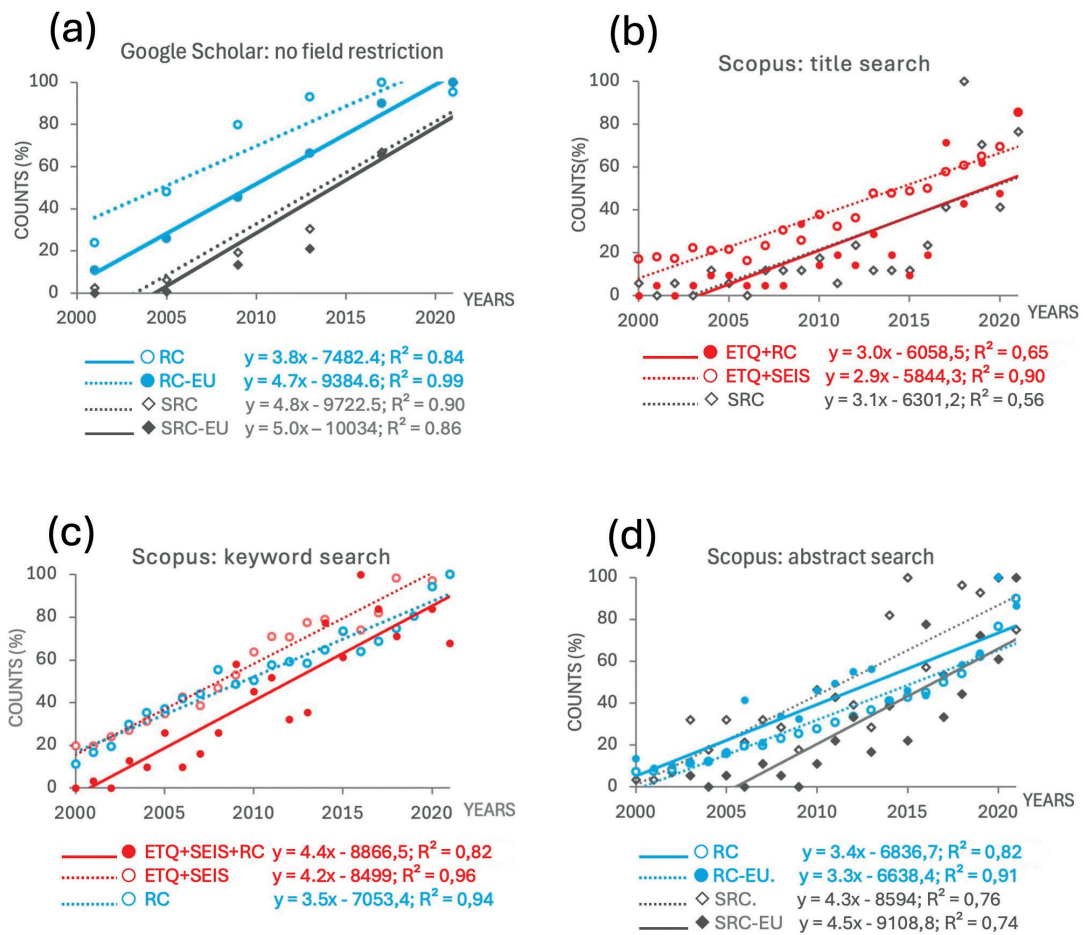 (a)
Google Scholar: no field restriction
COUNTS (%)
100
80
60
40
20
0
2000 2005 2010 2015 2020 YEARS
RC y = 3.8x - 7482.4; R² = 0.84
RC-EU y = 4.7x - 9384.6; R² = 0.99
SRC y = 4.8x - 9722.5; R² = 0.90
SRC-EU y = 5.0x - 10034; R² = 0.86
(b)
Scopus: title search
COUNTS (%)
100
80
60
40
20
0
2000 2005 2010 2015 2020 YEARS
ETQ+RC y = 3.0x - 6058,5; R² = 0,65
ETQ+SEIS y = 2.9x - 5844,3; R² = 0,90
SRC y = 3.1x - 6301,2; R² = 0,56
(c)
Scopus: keyword search
COUNTS (%)
100
80
60
40
20
0
2000 2005 2010 2015 2020 YEARS
ETQ+SEIS+RC y = 4.4x - 8866,5; R² = 0,82
ETQ+SEIS y = 4.2x - 8499; R² = 0,96
RC y = 3.5x - 7053,4; R² = 0,94
(d)
Scopus: abstract search
COUNTS (%)
100
80
60
40
20
0
2000 2005 2010 2015 2020 YEARS
RC y = 3.4x - 6836,7; R² = 0,82
RC-EU. y = 3.3x - 6638,4; R² = 0,91
SRC. y = 4.3x - 8594; R² = 0,76
SRC-EU y = 4.5x - 9108,8; R² = 0,74